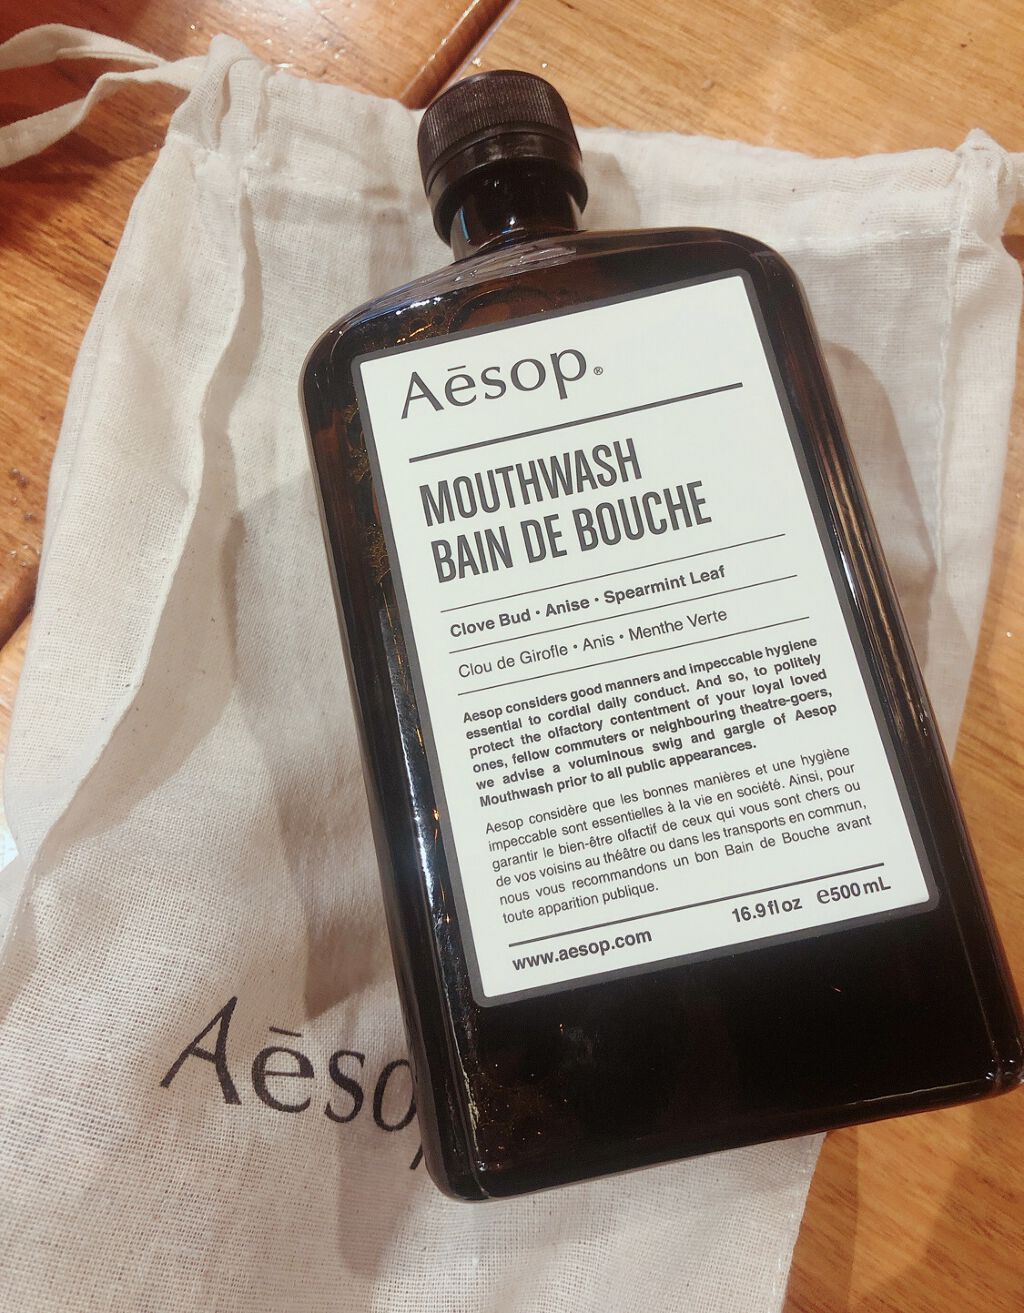 Aēsop®
MOUTHWASH
BAIN DE BOUCHE
Clove Bud • Anise • Spearmint Leaf
Clou de Girofle • Anis • Menthe Verte
Aesop considers good manners and impeccable hygiene
essential to cordial daily conduct. And so, to politely
protect the olfactory contentment of your loyal loved
ones, fellow commuters or neighbouring theatre-goers,
we advise a voluminous swig and gargle of Aesop
Mouthwash prior to all public appearances.
Aesop considère que les bonnes manières et une hygiène
impeccable sont essentielles à la vie en société. Ainsi, pour
garantir le bien-être olfactif de ceux qui vous sont chers ou
de vos voisins au théâtre ou dans les transports en commun,
nous vous recommandons un bon Bain de Bouche avant
toute apparition publique.
www.aesop.com 16.9 fl oz ℮500 mL
Aēsop